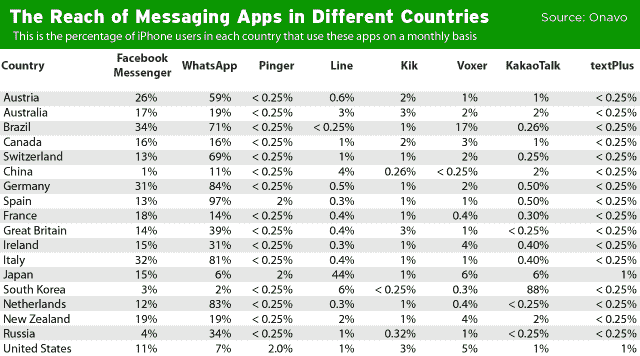 The Reach of Messaging Apps in Different Countries Source: Onavo
This is the percentage of iPhone users in each country that use these apps on a monthly basis
Country Facebook Messenger WhatsApp Pinger Line Kik Voxer KakaoTalk textPlus
Austria 26% 59% < 0.25% 0.6% 2% 1% 1% < 0.25%
Australia 17% 19% < 0.25% 3% 3% 2% 2% < 0.25%
Brazil 34% 71% < 0.25% < 0.25% 1% 17% 0.26% < 0.25%
Canada 16% 16% < 0.25% 1% 2% 3% 1% < 0.25%
Switzerland 13% 69% < 0.25% 1% 1% 2% 0.25% < 0.25%
China 1% 11% < 0.25% 4% 0.26% < 0.25% 2% < 0.25%
Germany 31% 84% < 0.25% 0.5% 1% 2% 0.50% < 0.25%
Spain 13% 97% 2% 0.3% 1% 1% 0.50% < 0.25%
France 18% 14% < 0.25% 0.4% 1% 0.4% 0.30% < 0.25%
Great Britain 14% 39% < 0.25% 0.4% 3% 1% < 0.25% < 0.25%
Ireland 15% 31% < 0.25% 0.3% 1% 4% 0.40% < 0.25%
Italy 32% 81% < 0.25% 0.4% 1% 1% 0.40% < 0.25%
Japan 15% 6% 2% 44% 1% 6% 6% 1%
South Korea 3% 2% < 0.25% 6% < 0.25% 0.3% 88% < 0.25%
Netherlands 12% 83% < 0.25% 0.3% 1% 0.4% < 0.25% < 0.25%
New Zealand 19% 19% < 0.25% 2% 1% 4% 2% < 0.25%
Russia 4% 34% < 0.25% 1% 0.32% 1% < 0.25% < 0.25%
United States 11% 7% 2.0% 1% 3% 5% 1% 1%